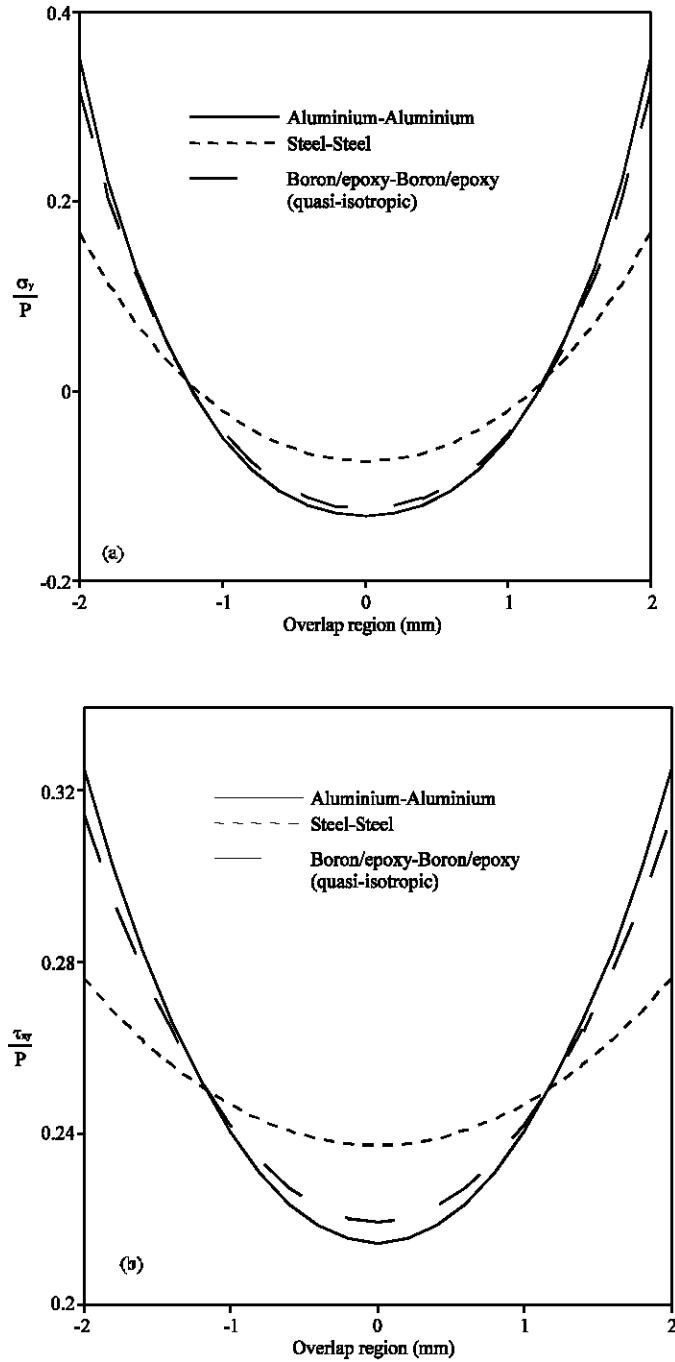 0.4
Aluminium-Aluminium
Steel-Steel
Boron/epoxy-Boron/epoxy
(quasi-isotropic)
0.2
σy
P
0
(a)
-0.2
-2
-1
0
1
2
Overlap region (mm)
0.32
Aluminium-Aluminium
Steel-Steel
Boron/epoxy-Boron/epoxy
(quasi-isotropic)
0.28
τxy
P
0.24
(b)
0.2
-2
-1
0
1
2
Overlap region (mm)